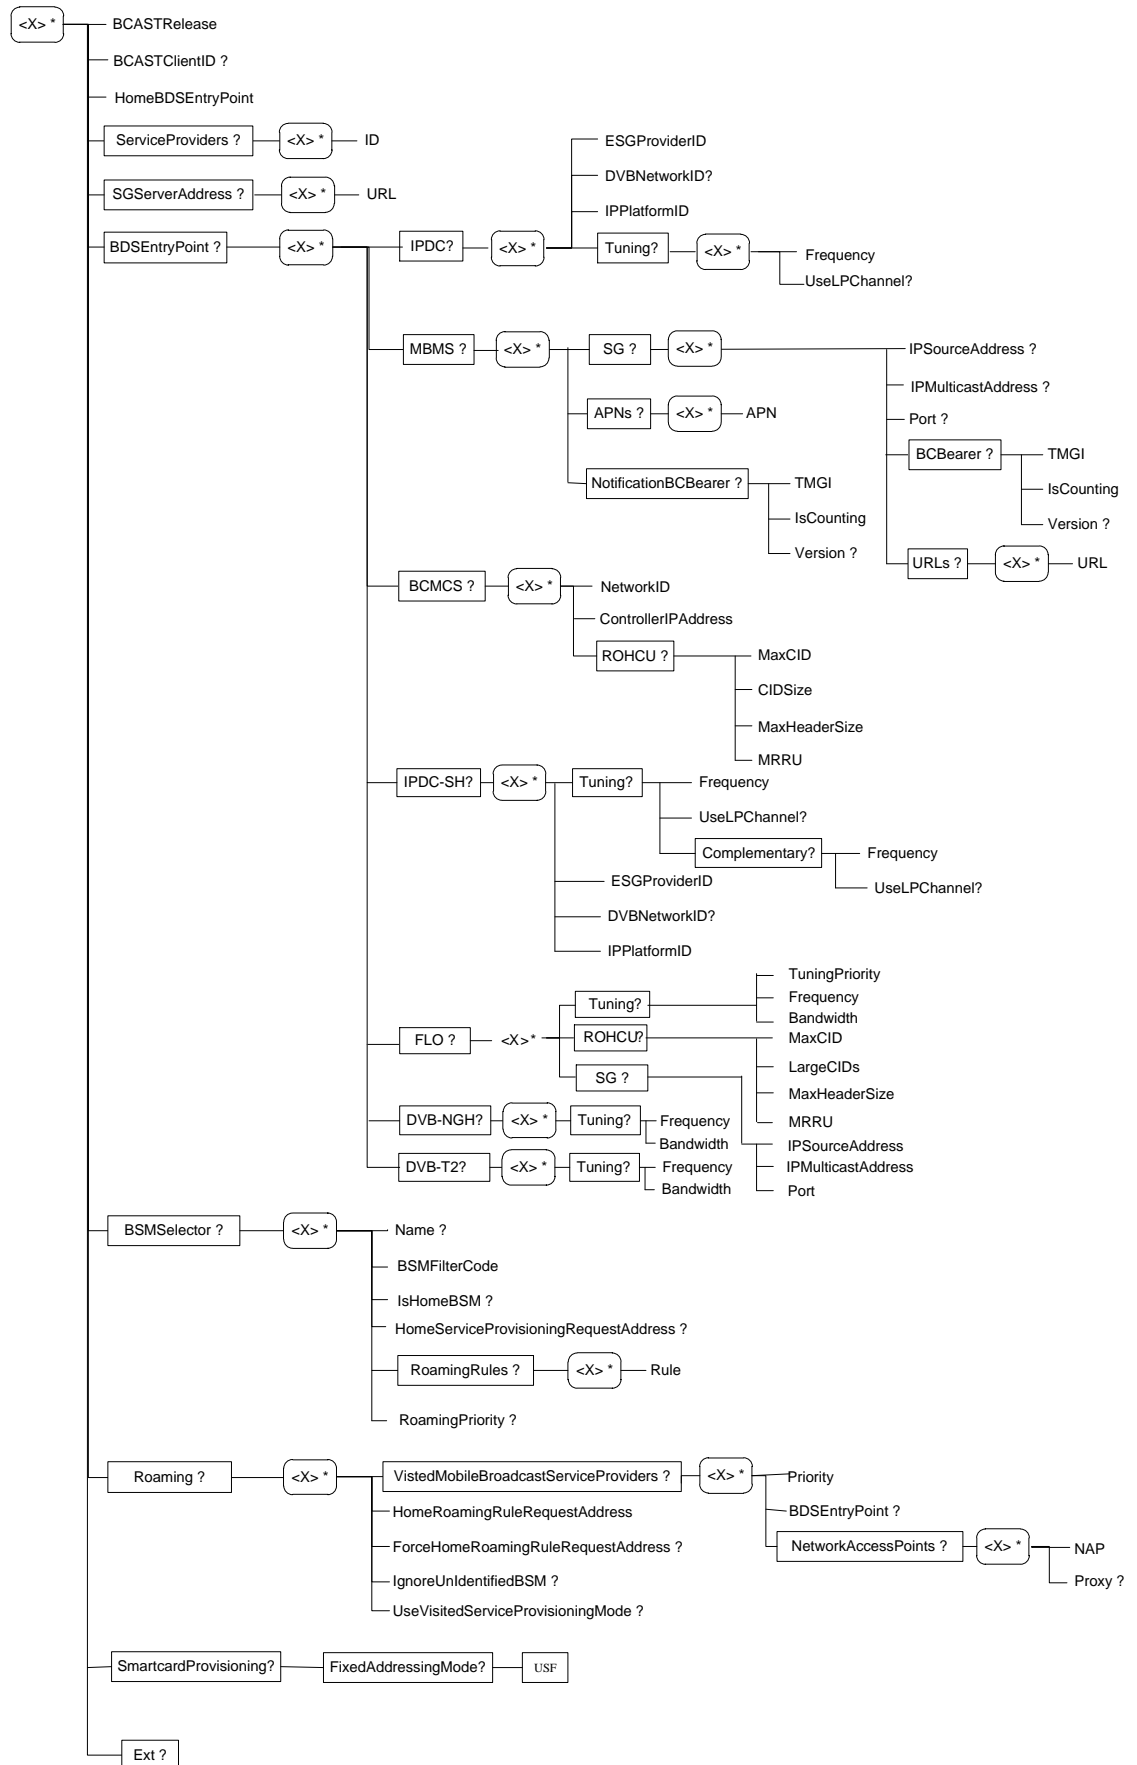 <X> *
BCASTRelease
BCASTClientID ?
HomeBDSEntryPoint
ServiceProviders ?
<X> *
ID
SGServerAddress ?
<X> *
URL
BDSEntryPoint ?
<X> *
IPDC?
<X> *
ESGProviderID
DVBNetworkID?
IPPlatformID
Tuning?
<X> *
Frequency
UseLPChannel?
MBMS ?
<X> *
SG ?
<X> *
IPSourceAddress ?
IPMulticastAddress ?
Port ?
BCBearer ?
TMGI
IsCounting
Version ?
URLs ?
<X> *
URL
APNs ?
<X> *
APN
NotificationBCBearer ?
TMGI
IsCounting
Version ?
BCMCS ?
<X> *
NetworkID
ControllerIPAddress
ROHCU ?
MaxCID
CIDSize
MaxHeaderSize
MRRU
IPDC-SH?
<X> *
Tuning?
Frequency
UseLPChannel?
Complementary?
Frequency
UseLPChannel?
ESGProviderID
DVBNetworkID?
IPPlatformID
FLO ?
<X> *
Tuning?
TuningPriority
Frequency
Bandwidth
ROHCU?
MaxCID
LargeCIDs
MaxHeaderSize
MRRU
SG ?
IPSourceAddress
IPMulticastAddress
Port
DVB-NGH?
<X> *
Tuning?
Frequency
Bandwidth
DVB-T2?
<X> *
Tuning?
Frequency
Bandwidth
BSMSelector ?
<X> *
Name ?
BSMFilterCode
IsHomeBSM ?
HomeServiceProvisioningRequestAddress ?
RoamingRules ?
<X> *
Rule
RoamingPriority ?
Roaming ?
<X> *
VistedMobileBroadcastServiceProviders ?
<X> *
Priority
BDSEntryPoint ?
NetworkAccessPoints ?
<X> *
NAP
Proxy ?
HomeRoamingRuleRequestAddress
ForceHomeRoamingRuleRequestAddress ?
IgnoreUnIdentifiedBSM ?
UseVisitedServiceProvisioningMode ?
SmartcardProvisioning?
FixedAddressingMode?
USF
Ext ?